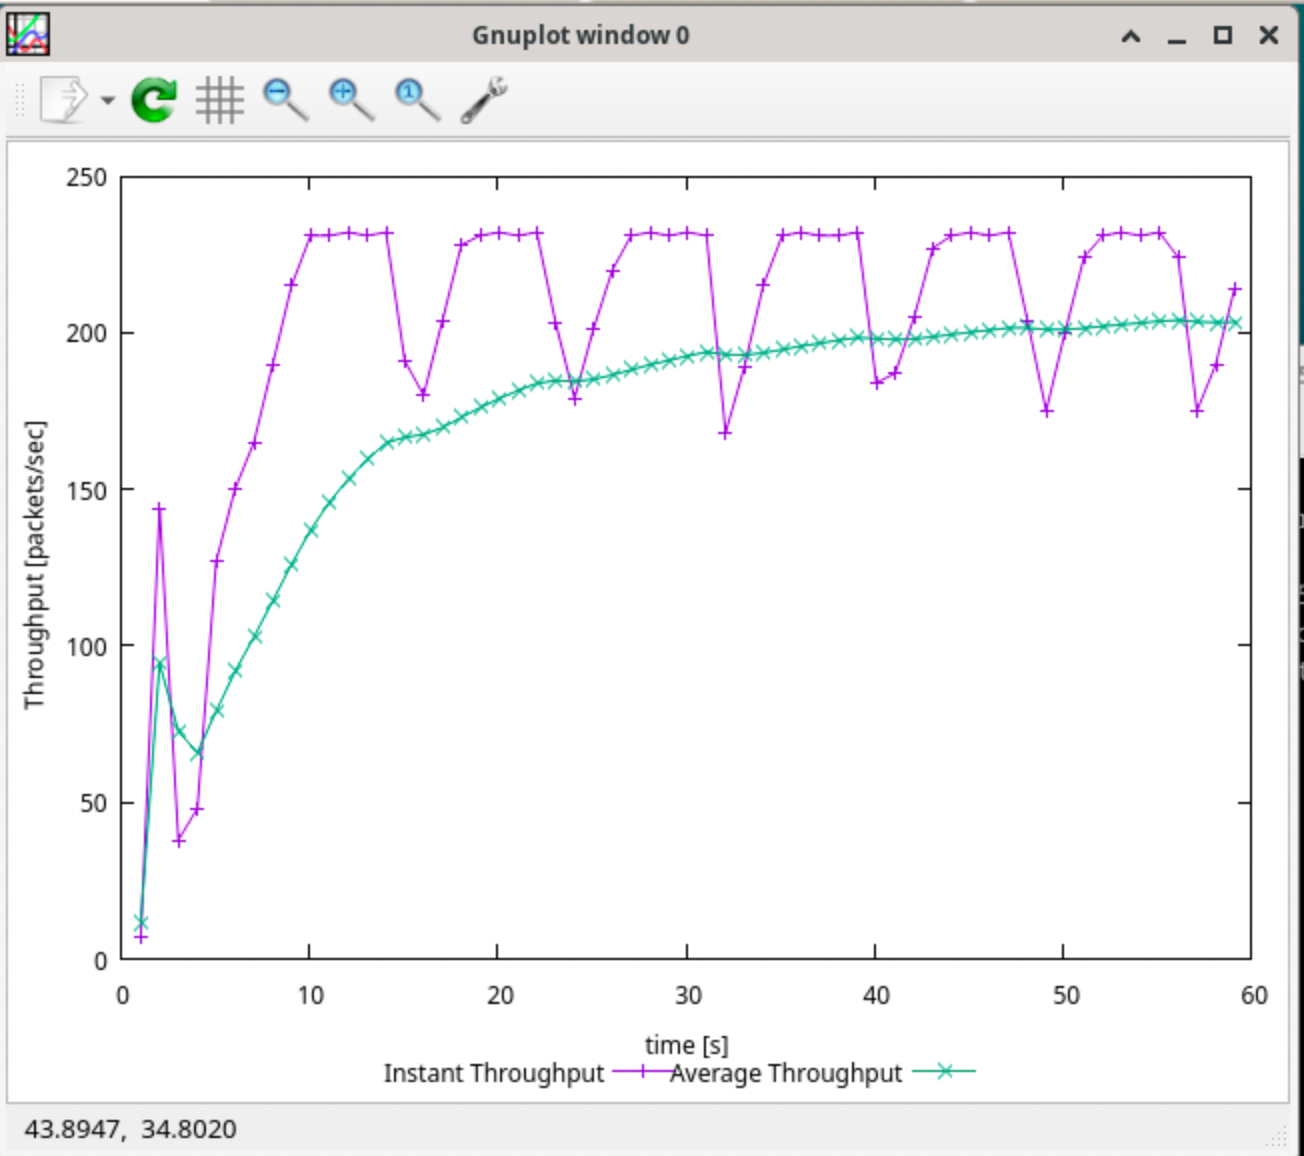 Gnuplot window 0
1
250
200
150
100
50
0
Throughput [packets/sec]
0 10 20 30 40 50 60
time [s]
Instant Throughput Average Throughput
43.8947, 34.8020